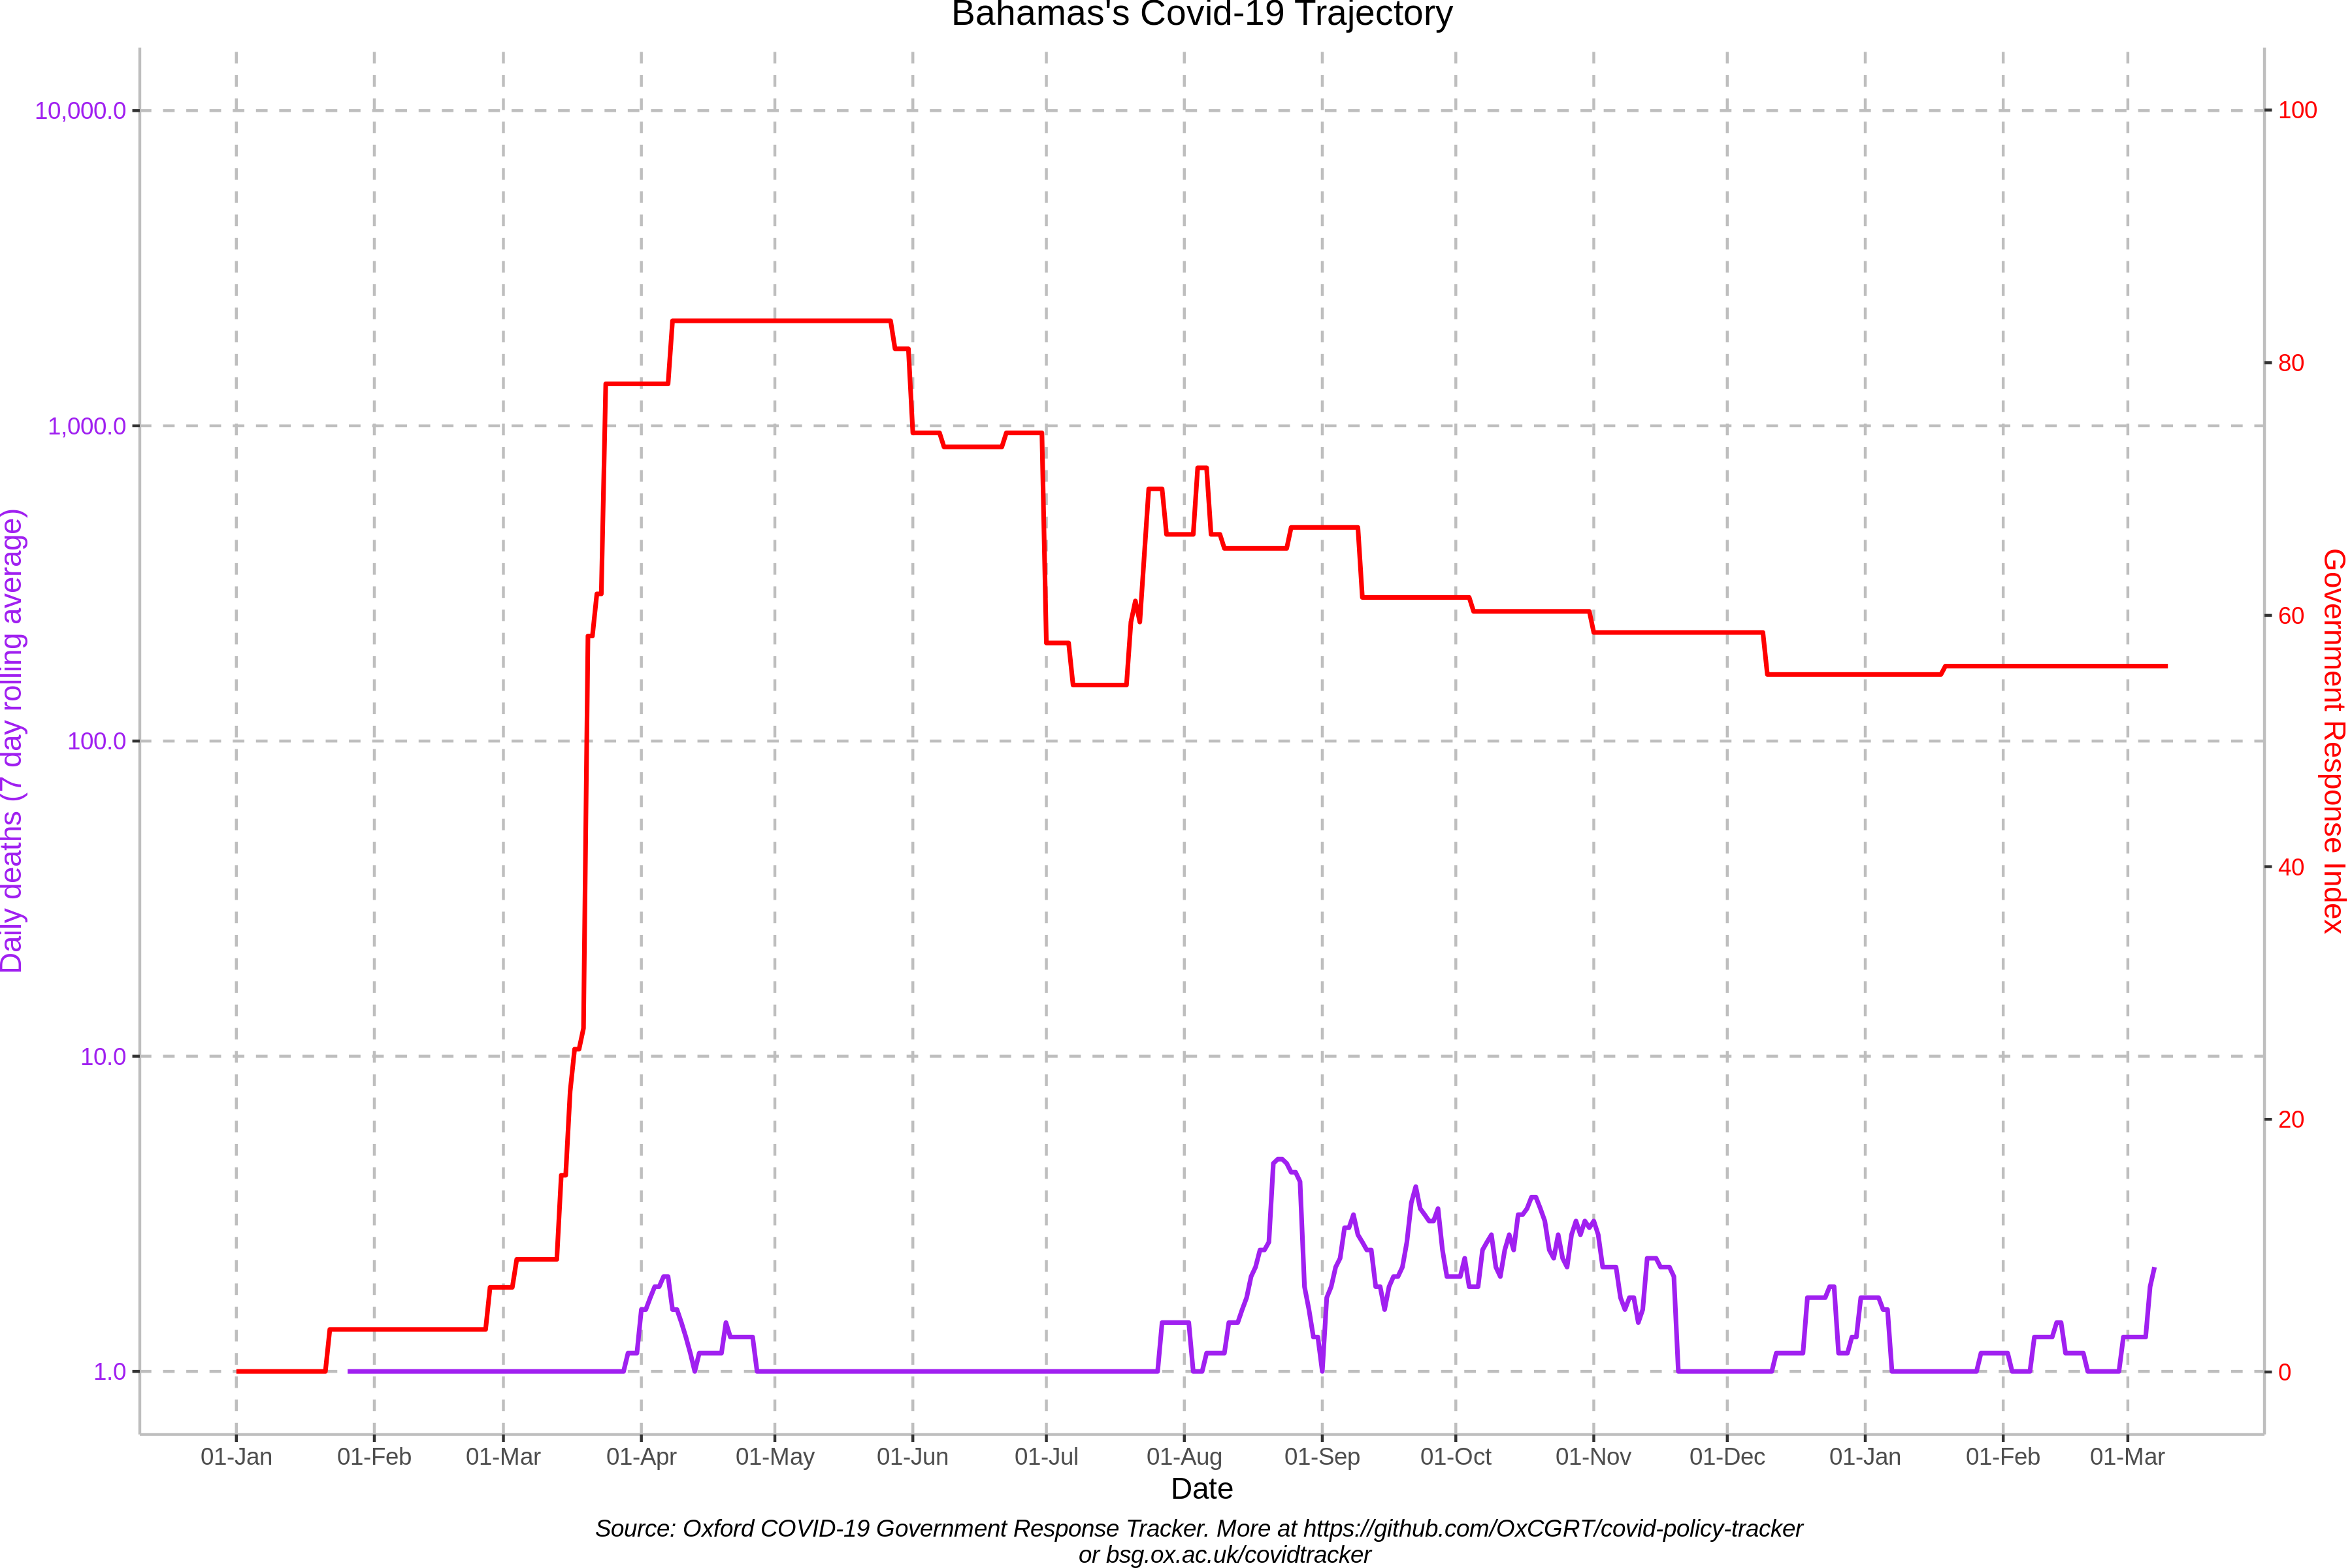 Bahamas's Covid-19 Trajectory
10,000.0
1,000.0
100.0
10.0
1.0
Daily deaths (7 day rolling average)
100
80
60
40
20
0
Government Response Index
01-Jan 01-Feb 01-Mar 01-Apr 01-May 01-Jun 01-Jul 01-Aug 01-Sep 01-Oct 01-Nov 01-Dec 01-Jan 01-Feb 01-Mar
Date
Source: Oxford COVID-19 Government Response Tracker. More at https://github.com/OxCGRT/covid-policy-tracker
or bsg.ox.ac.uk/covidtracker